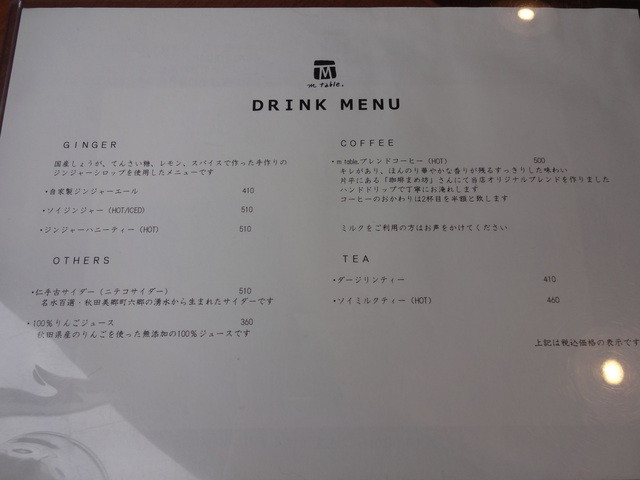 M
m table.
DRINK MENU
GINGER
国産しょうが、てんさい糖、レモン、スパイスで作った手作りの
ジンジャーシロップを使用したメニューです
・自家製ジンジャーエール 410
・ソイジンジャー (HOT/ICED) 510
・ジンジャーハニーティー (HOT) 510
OTHERS
・仁手古サイダー (ニテコサイダー) 510
名水百選・秋田美郷町六郷の湧水から生まれたサイダーです
・100%りんごジュース 360
秋田県産のりんごを使った無添加の100%ジュースです
COFFEE
・m table.ブレンドコーヒー (HOT) 500
キレがあり、ほんのり華やかな香りが残るすっきりした味わい
片平にある「珈琲まめ坊」さんにて当店オリジナルブレンドを作りました
ハンドドリップで丁寧にお淹れします
コーヒーのおかわりは2杯目を半額と致します
ミルクをご利用の方はお声をかけてください
TEA
・ダージリンティー 410
・ソイミルクティー (HOT) 460
上記は税込価格の表示です